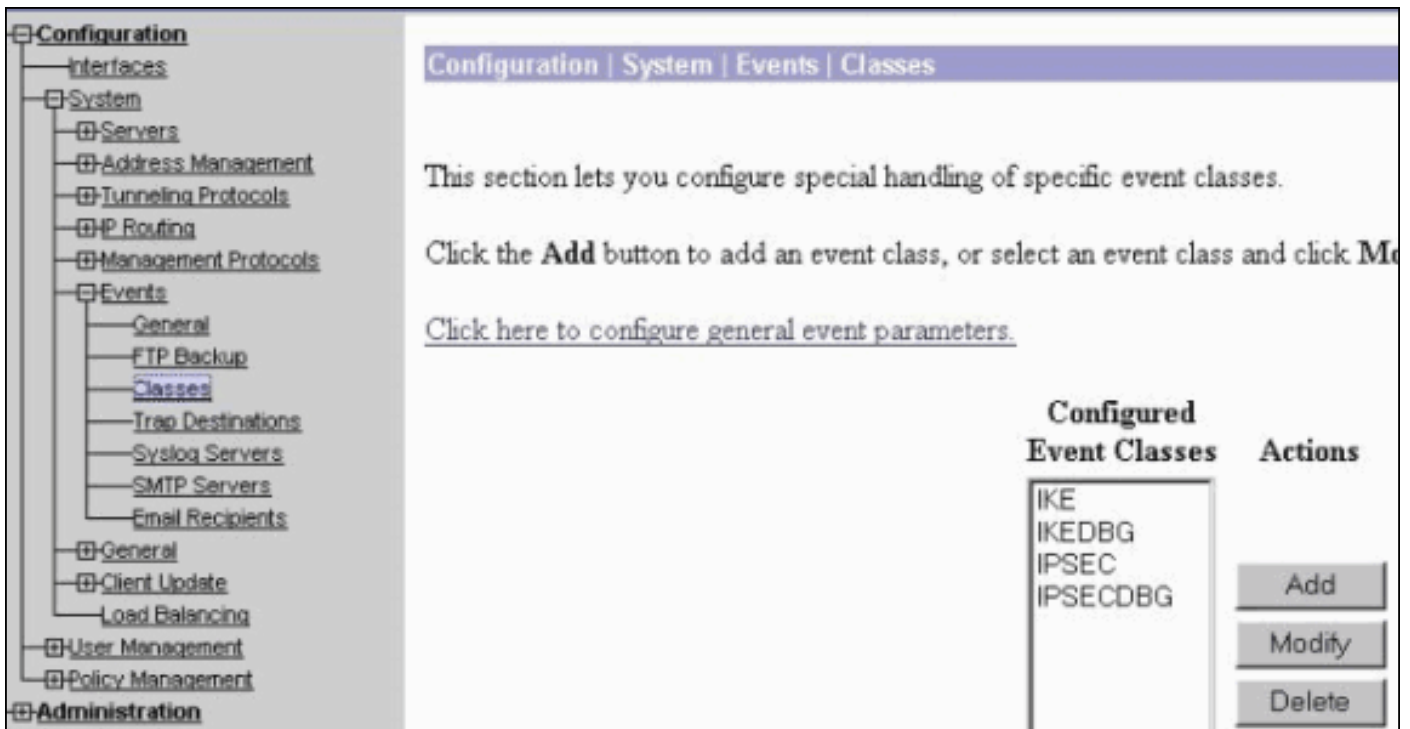 Configuration
Interfaces
System
Servers
Address Management
Tunneling Protocols
IP Routing
Management Protocols
Events
General
FTP Backup
Classes
Trap Destinations
Syslog Servers
SMTP Servers
Email Recipients
General
Client Update
Load Balancing
User Management
Policy Management
Administration
Configuration | System | Events | Classes
This section lets you configure special handling of specific event classes.
Click the Add button to add an event class, or select an event class and click
Click here to configure general event parameters.
Configured
Event Classes
Actions
IKE
IKEDBG
IPSEC
IPSECDBG
Add
Modify
Delete